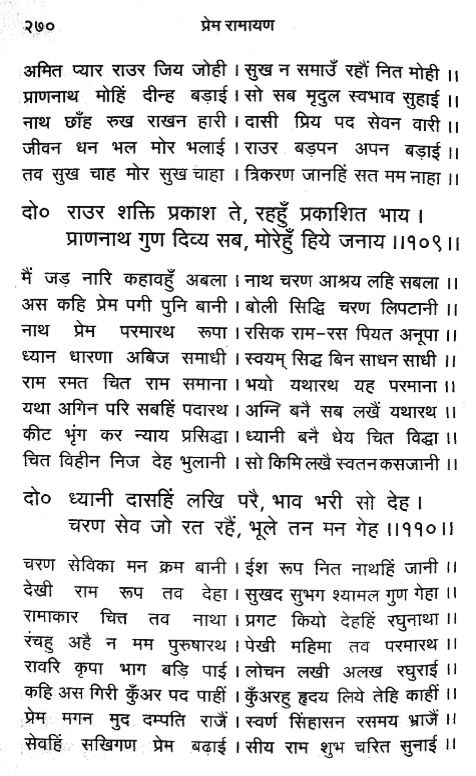 २७० प्रेम रामायण
अमित प्यार राउर जिय जोही । सुख न समाउँ रहौं नित मोही ।।
प्राणनाथ मोहिं दीन्ह बड़ाई । सो सब मृदुल स्वभाव सुहाई ।।
नाथ छाँह रुख राखन हारी । दासी प्रिय पद सेवन वारी ।।
जीवन धन भल मोर भलाई । राउर बड़पन अपन बड़ाई ।।
तव सुख चाह मोर सुख चाहा । त्रिकरण जानहिं सत मम नाहा ।।
दो० राउर शक्ति प्रकाश ते, रहहुँ प्रकाशित भाय ।
प्राणनाथ गुण दिव्य सब, मोरेहुँ हिये जनाय ।।१०९।।
मैं जड़ नारि कहावहुँ अबला । नाथ चरण आश्रय लहि सबला ।।
अस कहि प्रेम पगी पुनि बानी । बोली सिद्धि चरण लिपटानी ।।
नाथ प्रेम परमारथ रूपा । रसिक राम-रस पियत अनूपा ।।
ध्यान धारणा अबिज समाधी । स्वयम् सिद्ध बिन साधन साधी ।।
राम रमत चित राम समाना । भयो यथारथ यह परमाना ।।
यथा अगिन परि सबहिं पदारथ । अग्नि बनै सब लखैं यथारथ ।।
कीट भृंग कर न्याय प्रसिद्धा । ध्यानी बनै धेय चित विद्धा ।।
चित विहीन निज देह भुलानी । सो किमि लखै स्वतन कसजानी ।।
दो० ध्यानी दासहिं लखि परै, भाव भरी सो देह ।
चरण सेव जो रत रहैं, भूले तन मन गेह ।।११०।।
चरण सेविका मन क्रम बानी । ईश रूप नित नाथहिं जानी ।।
देखी राम रूप तव देहा । सुखद सुभग श्यामल गुण गेहा ।।
रामाकार चित्त तव नाथा । प्रगट कियो देहहिं रघुनाथा ।।
रंचहु अहै न मम पुरुषारथ । पेखी महिमा तव परमारथ ।।
रावरि कृपा भाग बड़ि पाई । लोचन लखी अलख रघुराई ।।
कहि अस गिरी कुँअर पद पाहीं । कुँअरहु हृदय लिये तेहि काहीं ।।
प्रेम मगन मुद दम्पति राजैं । स्वर्ण सिंहासन रसमय भ्राजैं ।।
सेवहिं सखिगण प्रेम बढ़ाई । सीय राम शुभ चरित सुनाई ।।